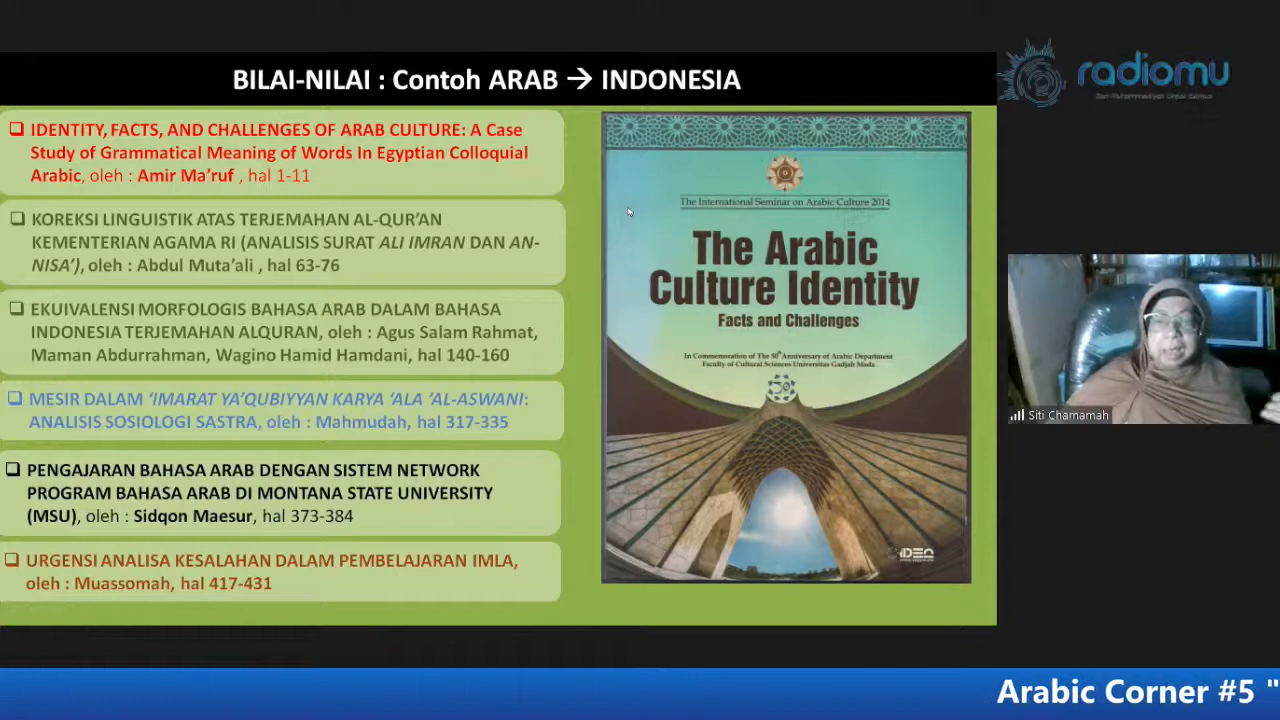 BILAI-NILAI : Contoh ARAB → INDONESIA
radiomu
IDENTITY, FACTS, AND CHALLENGES OF ARAB CULTURE: A Case
Study of Grammatical Meaning of Words In Egyptian Colloquial
Arabic, oleh : Amir Ma'ruf , hal 1-11
KOREKSI LINGUISTIK ATAS TERJEMAHAN AL-QUR'AN
KEMENTERIAN AGAMA RI (ANALISIS SURAT ALI IMRAN DAN AN-
NISA'), oleh : Abdul Muta'ali , hal 63-76
EKUIVALENSI MORFOLOGIS BAHASA ARAB DALAM BAHASA
INDONESIA TERJEMAHAN ALQURAN, oleh : Agus Salam Rahmat,
Maman Abdurrahman, Wagino Hamid Hamdani, hal 140-160
MESIR DALAM 'IMARAT YA'QUBIYYAN KARYA 'ALA 'AL-ASWANI:
ANALISIS SOSIOLOGI SASTRA, oleh : Mahmudah, hal 317-335
PENGAJARAN BAHASA ARAB DENGAN SISTEM NETWORK
PROGRAM BAHASA ARAB DI MONTANA STATE UNIVERSITY
(MSU), oleh : Sidqon Maesur, hal 373-384
URGENSI ANALISA KESALAHAN DALAM PEMBELAJARAN IMLA,
oleh : Muassomah, hal 417-431
The International Seminar on Arabic Culture 2014
The Arabic
Culture Identity
Facts and Challenges
In Commemoration of The 50th Anniversary of Arabic Department
Faculty of Cultural Sciences Universitas Gadjah Mada
50
IDEA
Siti Chamamah
Arabic Corner #5 "